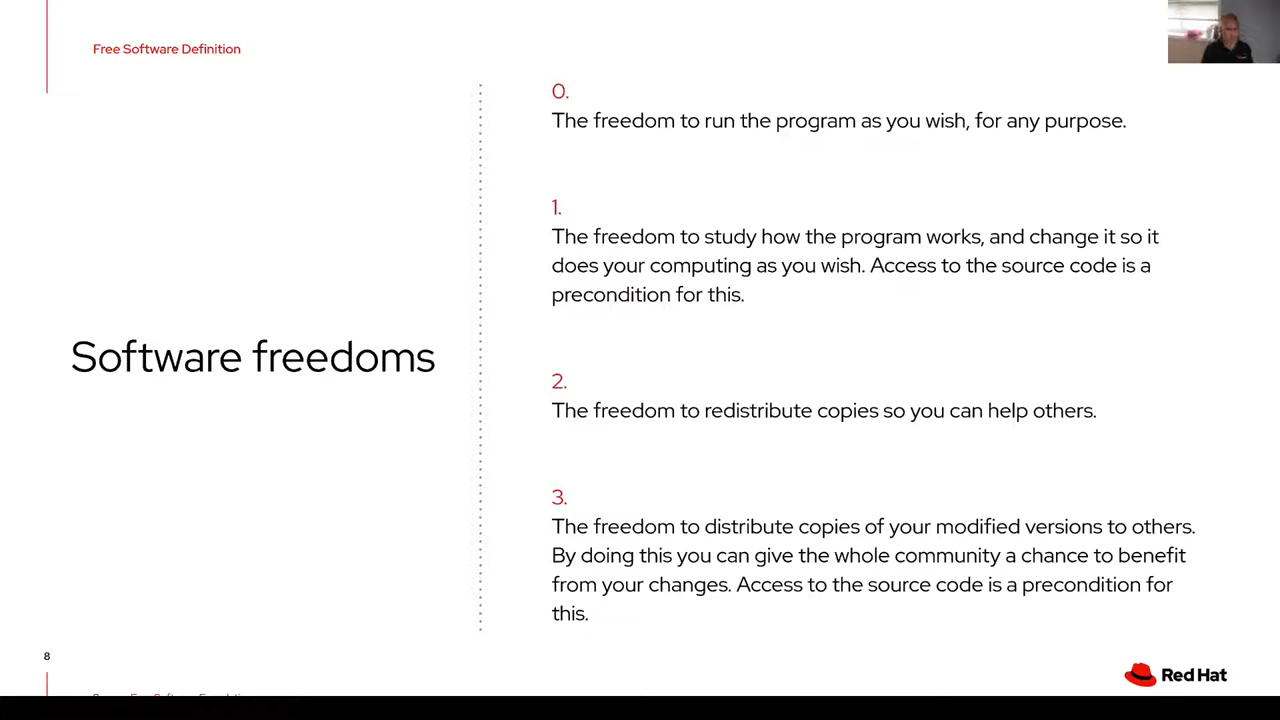 Free Software Definition
Software freedoms
0.
The freedom to run the program as you wish, for any purpose.
1.
The freedom to study how the program works, and change it so it
does your computing as you wish. Access to the source code is a
precondition for this.
2.
The freedom to redistribute copies so you can help others.
3.
The freedom to distribute copies of your modified versions to others.
By doing this you can give the whole community a chance to benefit
from your changes. Access to the source code is a precondition for
this.
8
Red Hat